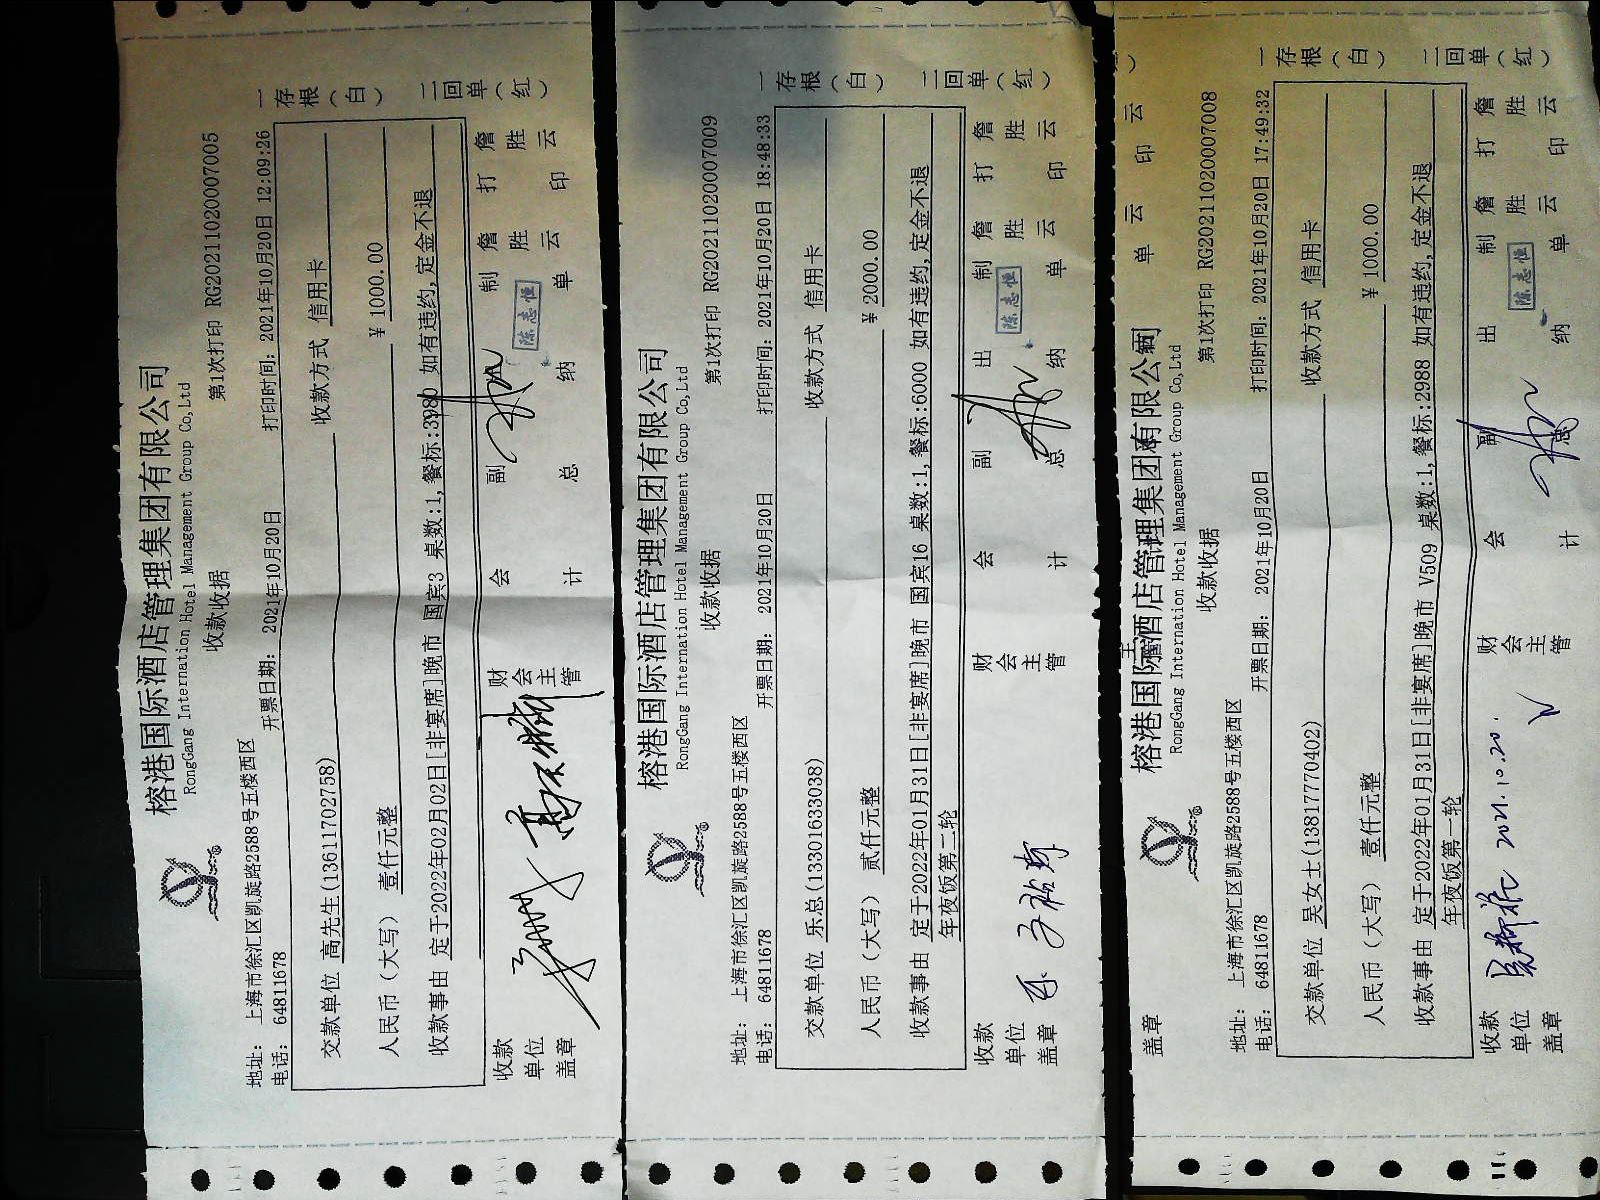 榕港国际酒店管理集团有限公司
RongGang Internation Hotel Management Group Co,Ltd
收款收据
第1次打印 RG20211020007005
地址: 上海市徐汇区凯旋路2588号五楼西区
电话: 64811678
开票日期: 2021年10月20日
打印时间: 2021年10月20日 12:09:26
交款单位 高先生(13611702758)
收款方式 信用卡
人民币(大写) 壹仟元整
¥ 1000.00
收款事由 定于2022年02月02日[非宴席]晚市 国宾3 桌数:1,餐标:3980 如有违约,定金不退
收款单位盖章
财会主管
会计
副总
出纳
陈志恒
制单 詹胜云
打印 詹胜云
一存根(白)
二回单(红)
榕港国际酒店管理集团有限公司
RongGang Internation Hotel Management Group Co,Ltd
收款收据
第1次打印 RG20211020007009
地址: 上海市徐汇区凯旋路2588号五楼西区
电话: 64811678
开票日期: 2021年10月20日
打印时间: 2021年10月20日 18:48:33
交款单位 乐总(13301633038)
收款方式 信用卡
人民币(大写) 贰仟元整
¥ 2000.00
收款事由 定于2022年01月31日[非宴席]晚市 国宾16 桌数:1,餐标:6000 如有违约,定金不退
年夜饭第二轮
收款单位盖章
财会主管
会计
副总
出纳
陈志恒
制单 詹胜云
打印 詹胜云
一存根(白)
二回单(红)
盖章
单 云
印 云
榕港国际酒店管理集团有限公司
RongGang Internation Hotel Management Group Co,Ltd
收款收据
第1次打印 RG20211020007008
地址: 上海市徐汇区凯旋路2588号五楼西区
电话: 64811678
开票日期: 2021年10月20日
打印时间: 2021年10月20日 17:49:32
交款单位 吴女士(13817770402)
收款方式 信用卡
人民币(大写) 壹仟元整
¥ 1000.00
收款事由 定于2022年01月31日[非宴席]晚市 V509 桌数:1,餐标:2988 如有违约,定金不退
年夜饭第一轮
收款单位盖章
2021.10.20.
财会主管
会计
副总
出纳
陈志恒
制单 詹胜云
打印 詹胜云
一存根(白)
二回单(红)